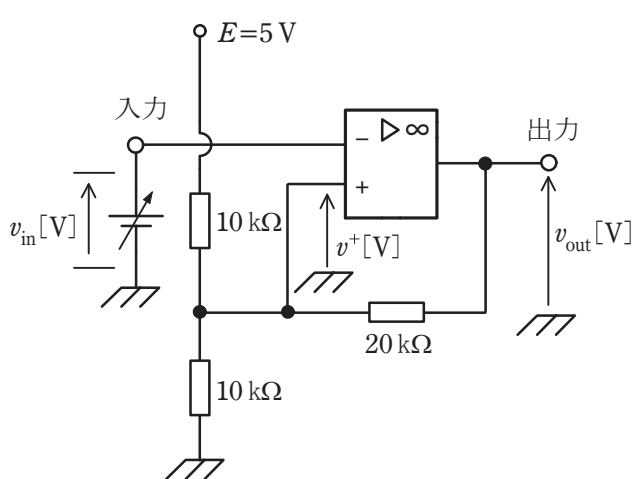 E=5 V
入力
出力
− ▷ ∞
+
v_in[V]
10 kΩ
v⁺[V]
v_out[V]
20 kΩ
10 kΩ